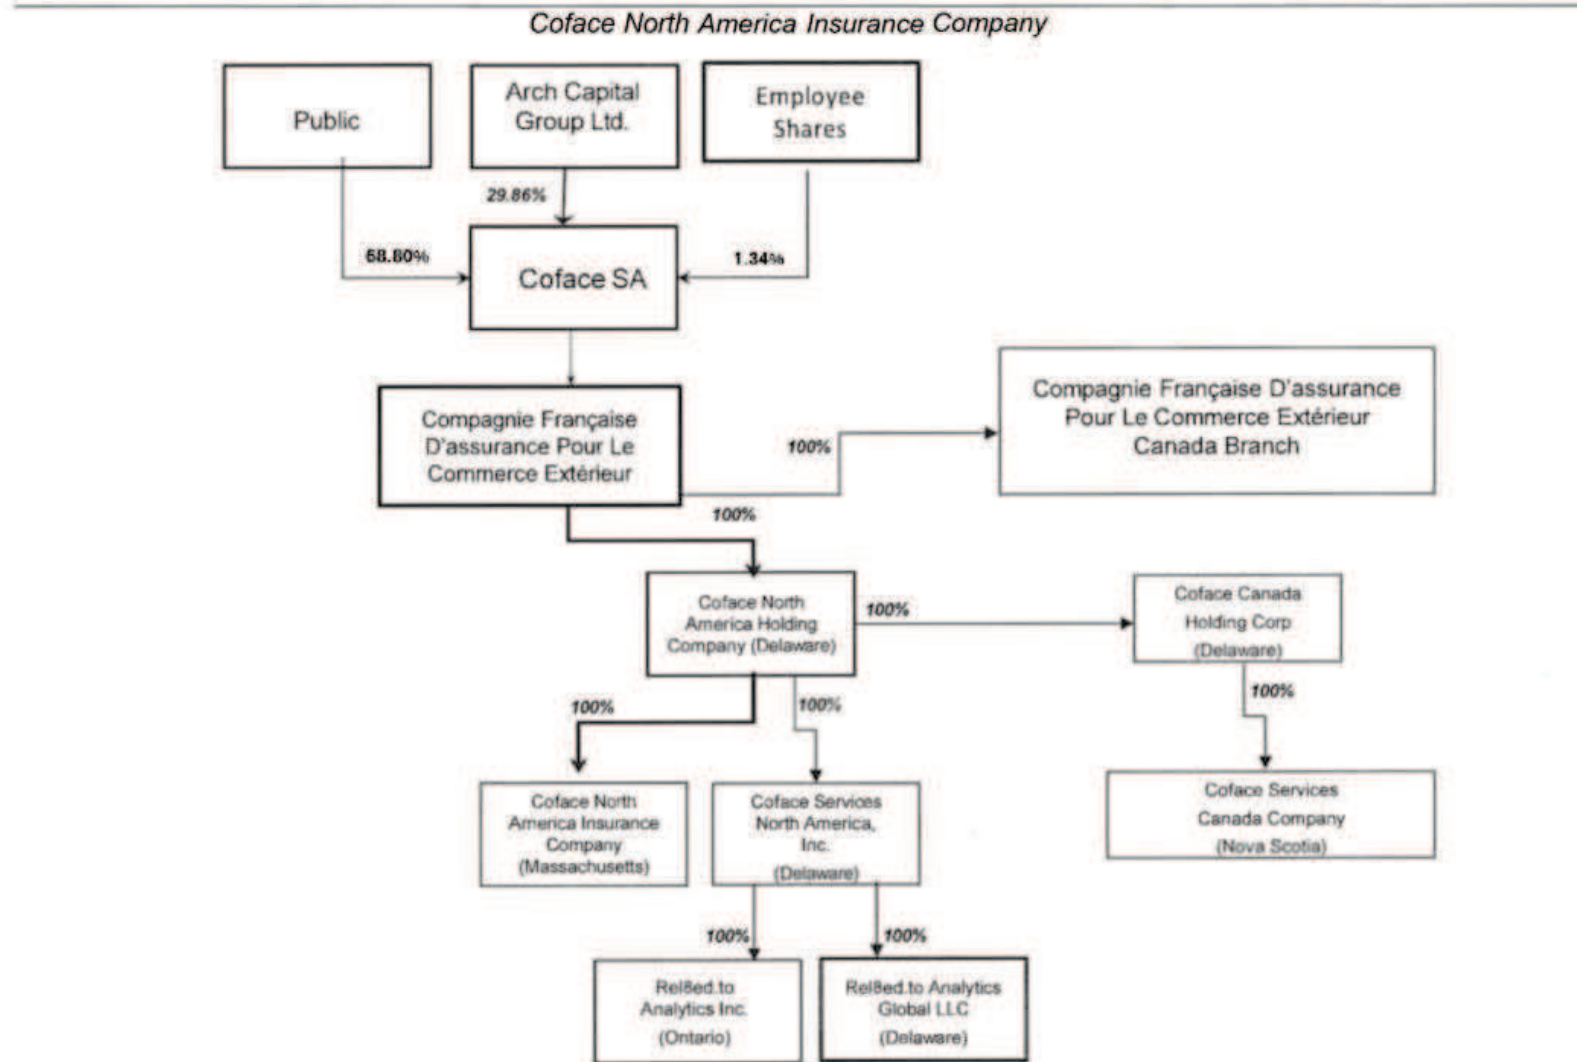 Coface North America Insurance Company
Public
Arch Capital
Group Ltd.
Employee
Shares
29.86%
68.80%
1.34%
Coface SA
Compagnie Française
D'assurance Pour Le
Commerce Extérieur
100%
Compagnie Française D'assurance
Pour Le Commerce Extérieur
Canada Branch
100%
Coface North
America Holding
Company (Delaware)
100%
Coface Canada
Holding Corp
(Delaware)
100%
100%
100%
Coface North
America Insurance
Company
(Massachusetts)
Coface Services
North America,
Inc.
(Delaware)
Coface Services
Canada Company
(Nova Scotia)
100%
100%
Rel8ed.to
Analytics Inc.
(Ontario)
Rel8ed.to Analytics
Global LLC
(Delaware)